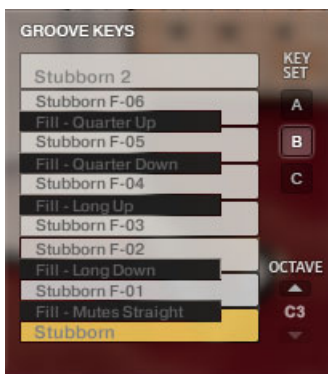 GROOVE KEYS
KEY
SET
Stubborn 2
Stubborn F-06
A
Fill - Quarter Up
Stubborn F-05
B
Fill - Quarter Down
Stubborn F-04
C
Fill - Long Up
Stubborn F-03
Stubborn F-02
Fill - Long Down
OCTAVE
Stubborn F-01
Fill - Mutes Straight
C3
Stubborn